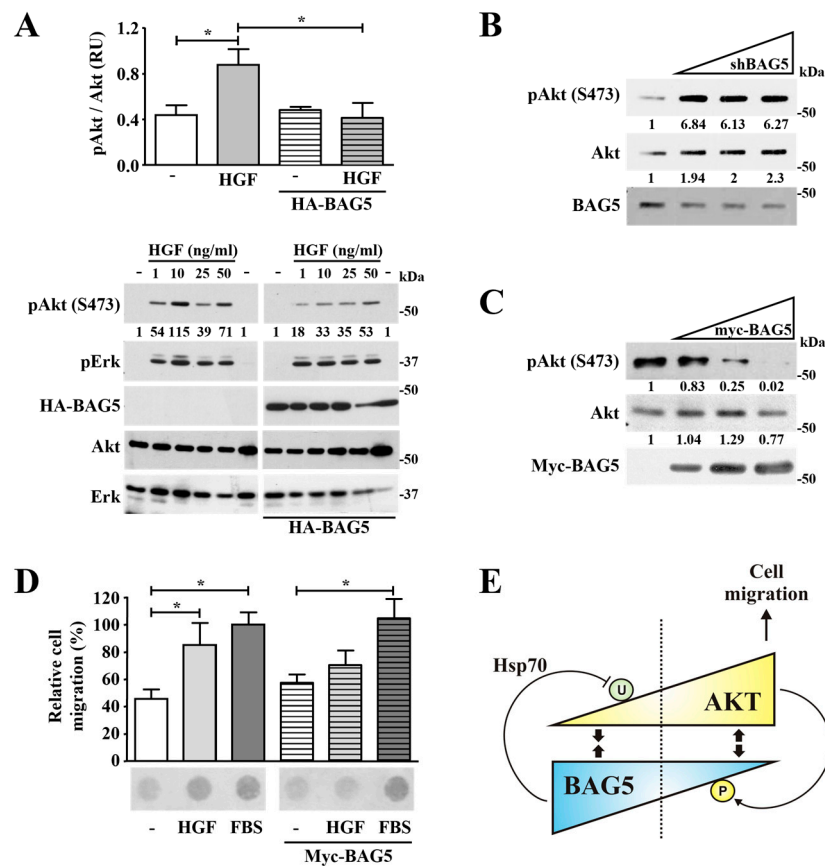 A
pAkt / Akt (RU)
1.2
0.8
0.4
0.0
*
*
- HGF - HGF
HA-BAG5
HGF (ng/ml) HGF (ng/ml)
- 1 10 25 50 - - 1 10 25 50 - kDa
pAkt (S473) -50
1 54 115 39 71 1 1 18 33 35 53 1
pErk -37
HA-BAG5 -50
Akt -50
Erk -37
HA-BAG5
B
shBAG5 kDa
pAkt (S473)
1 6.84 6.13 6.27
Akt
-50
1 1.94 2 2.3
BAG5 -50
C
myc-BAG5 kDa
pAkt (S473) -50
1 0.83 0.25 0.02
Akt
-50
1 1.04 1.29 0.77
Myc-BAG5 -50
D
Relative cell
migration (%)
120
100
80
60
40
20
0
*
*
*
- HGF FBS - HGF FBS
Myc-BAG5
E
Cell
migration
Hsp70
U
AKT
BAG5
P